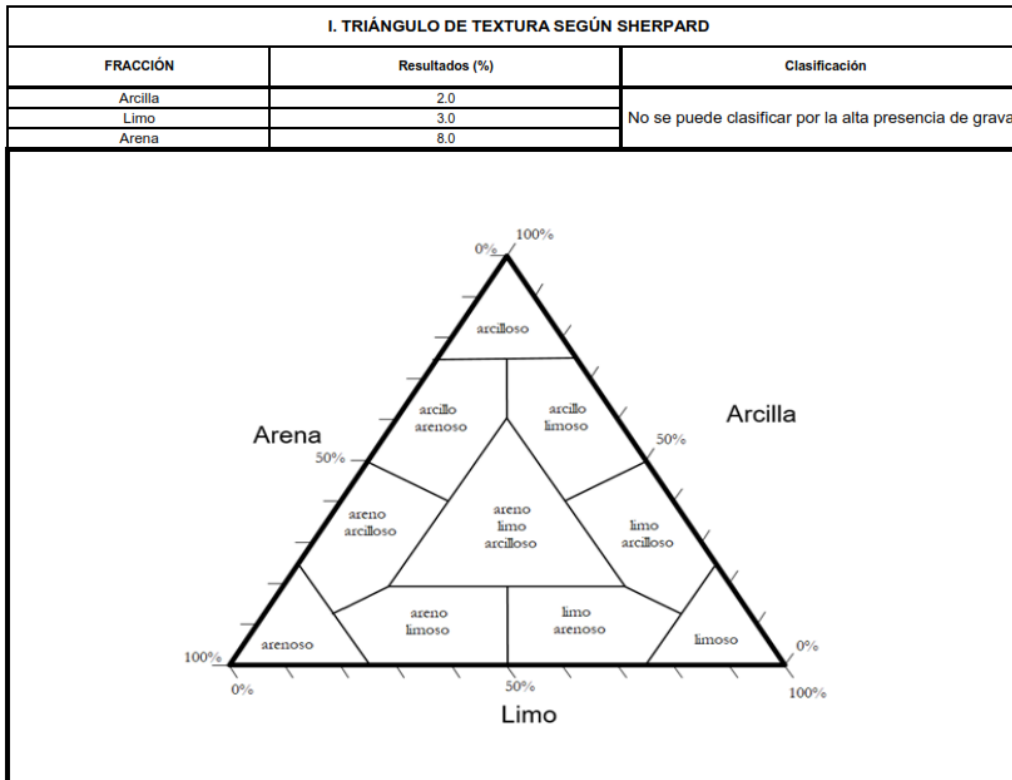 I. TRIÁNGULO DE TEXTURA SEGÚN SHERPARD
FRACCIÓN Resultados (%) Clasificación
Arcilla 2.0
Limo 3.0 No se puede clasificar por la alta presencia de grava
Arena 8.0
0% 100%
arcilloso
arcillo arenoso
arcillo limoso
Arcilla
Arena
50% 50%
areno arcilloso
areno limo arcilloso
limo arcilloso
areno limoso
limo arenoso
arenoso
limoso
100% 0%
0% 50% 100%
Limo